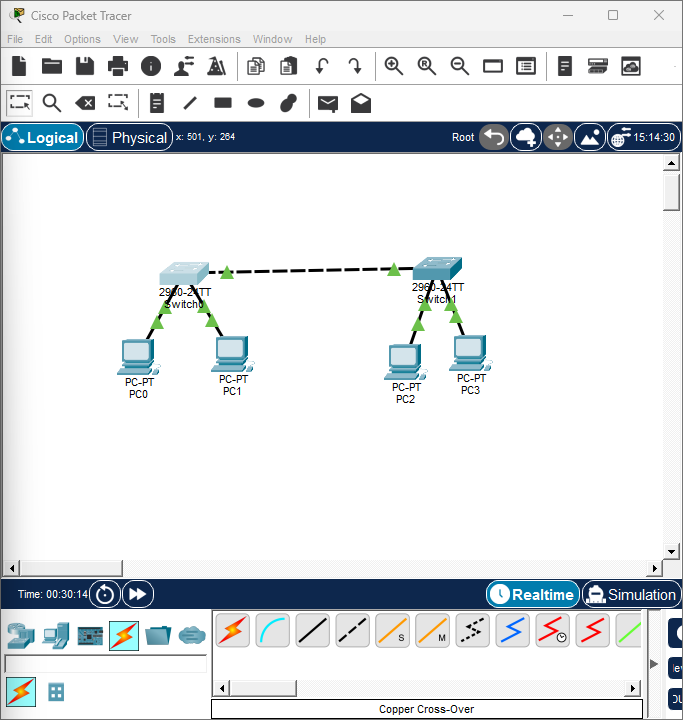 Cisco Packet Tracer
File Edit Options View Tools Extensions Window Help
Logical Physical x: 501, y: 264 Root 15:14:30
2960-24TT
Switch0
2960-24TT
Switch1
PC-PT
PC0
PC-PT
PC1
PC-PT
PC2
PC-PT
PC3
Time: 00:30:14 Realtime Simulation
S M
Copper Cross-Over